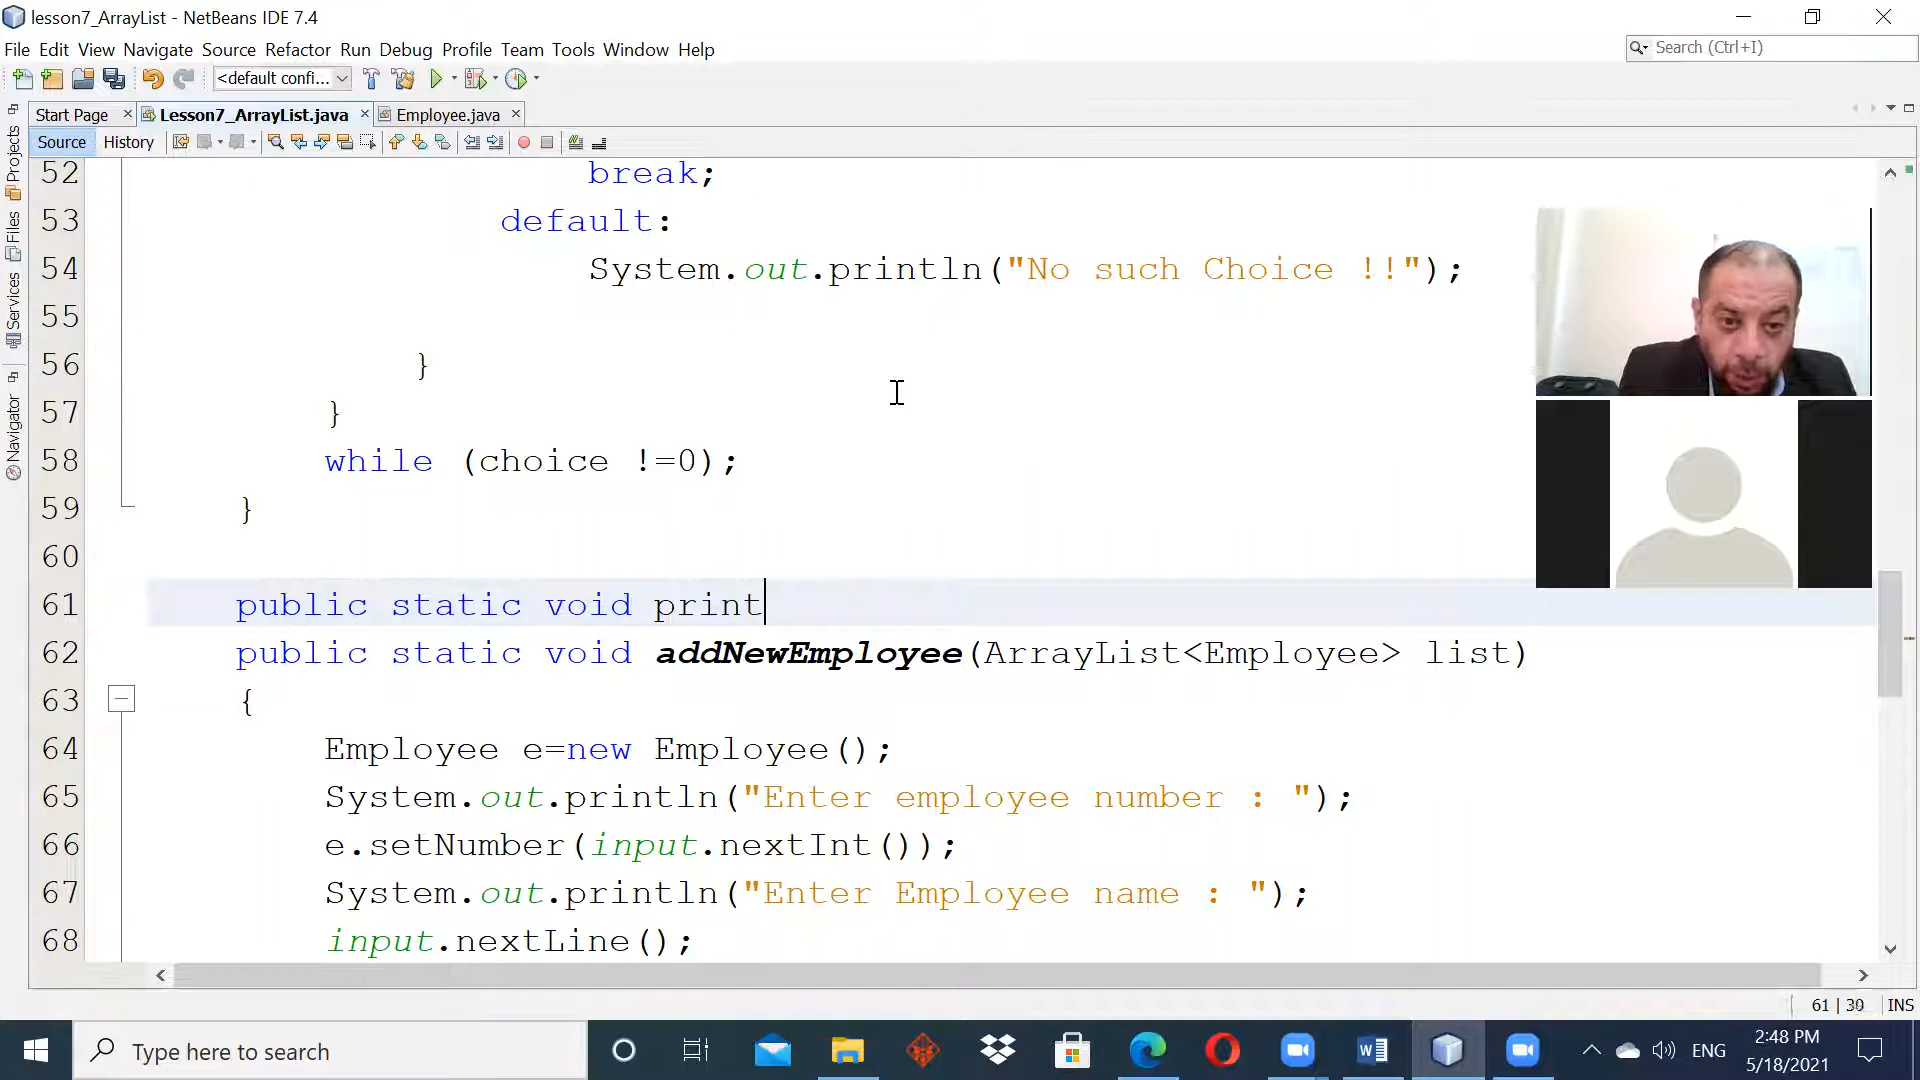 lesson7_ArrayList - NetBeans IDE 7.4
File Edit View Navigate Source Refactor Run Debug Profile Team Tools Window Help
Search (Ctrl+I)
<default confi...
Start Page Lesson7_ArrayList.java Employee.java
Source History
Projects
Files
Services
Navigator
52 break;
53 default:
54 System.out.println("No such Choice !!");
55
56 }
57 }
58 while (choice !=0);
59 }
60
61 public static void print
62 public static void addNewEmployee(ArrayList<Employee> list)
63 {
64 Employee e=new Employee();
65 System.out.println("Enter employee number : ");
66 e.setNumber(input.nextInt());
67 System.out.println("Enter Employee name : ");
68 input.nextLine();
61 | 30 INS
Type here to search
ENG
2:48 PM
5/18/2021